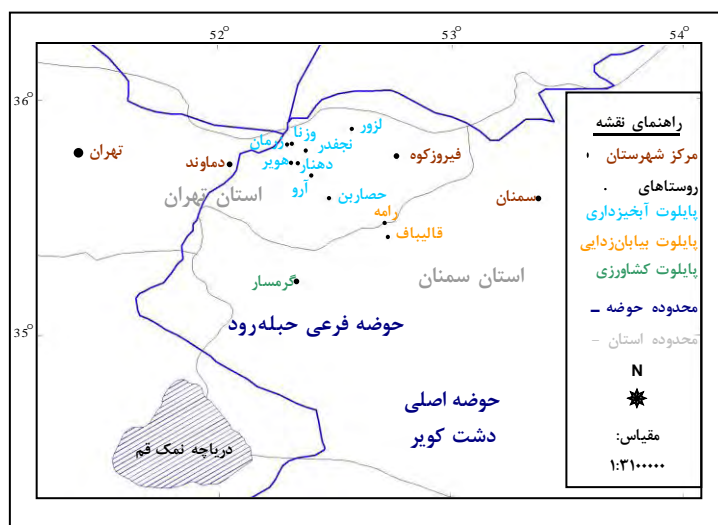 52° 53° 54°
36°
35°
تهران
دماوند
استان تهران
زرمان
وزنا
نجفدر
لزور
هویر
دهنار
آرو
حصاربن
فیروزکوه
رامه
قالیباف
سمنان
استان سمنان
گرمسار
حوضه فرعی حبله‌رود
حوضه اصلی
دشت کویر
دریاچه نمک قم
راهنمای نقشه
مرکز شهرستان
روستاهای
پایلوت آبخیزداری
پایلوت بیابان‌زدایی
پایلوت کشاورزی
محدوده حوضه
محدوده استان
N
مقیاس:
۱:۳۱۰۰۰۰۰